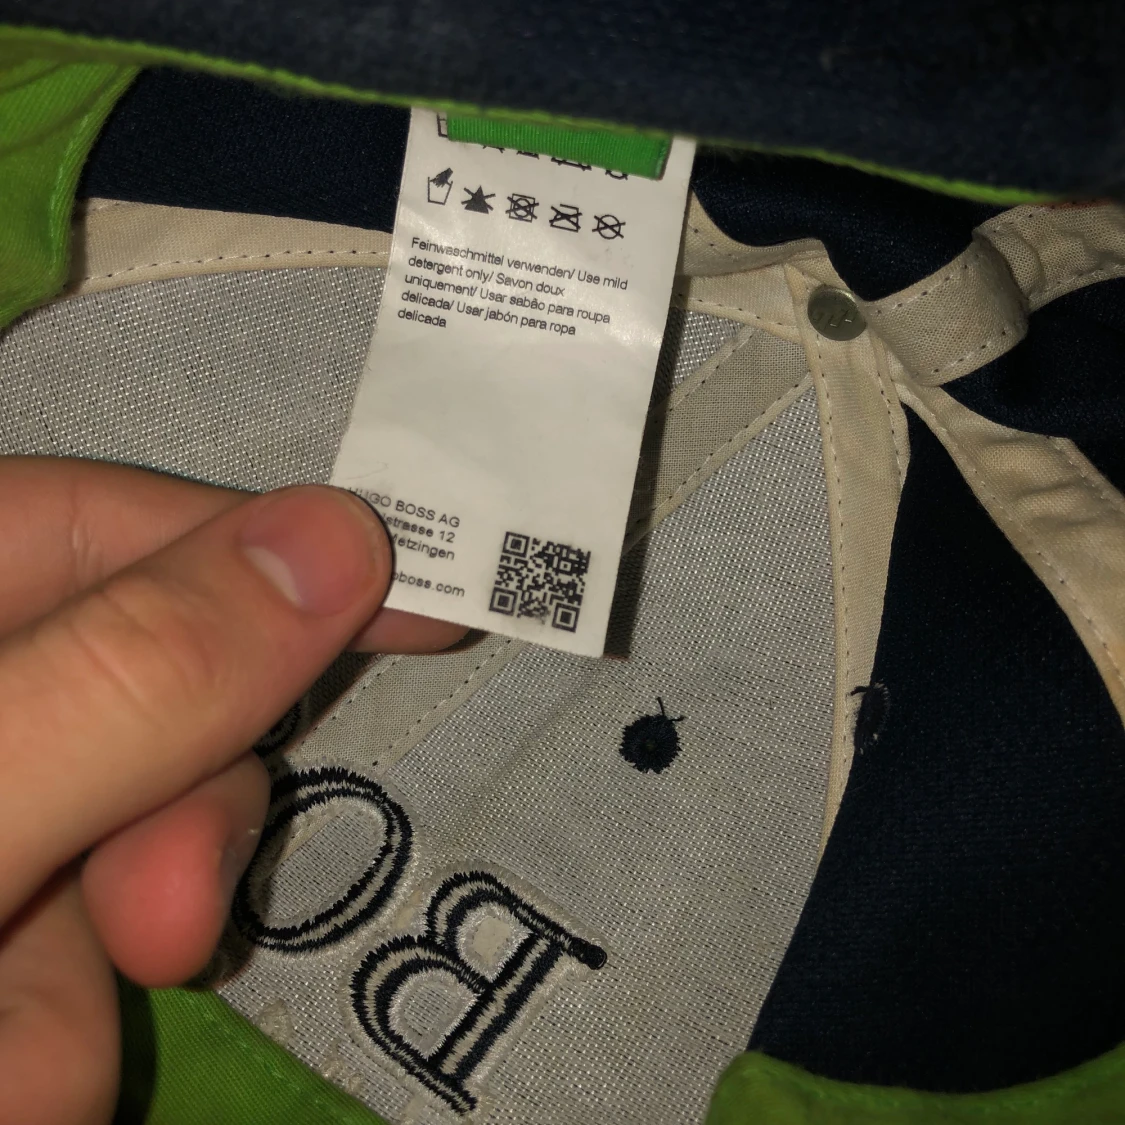 Feinwaschmittel verwenden/ Use mild
detergent only/ Savon doux
uniquement/ Usar sabão para roupa
delicada/ Usar jabón para ropa
delicada
HUGO BOSS AG
12
Metzingen
boss.com
BO